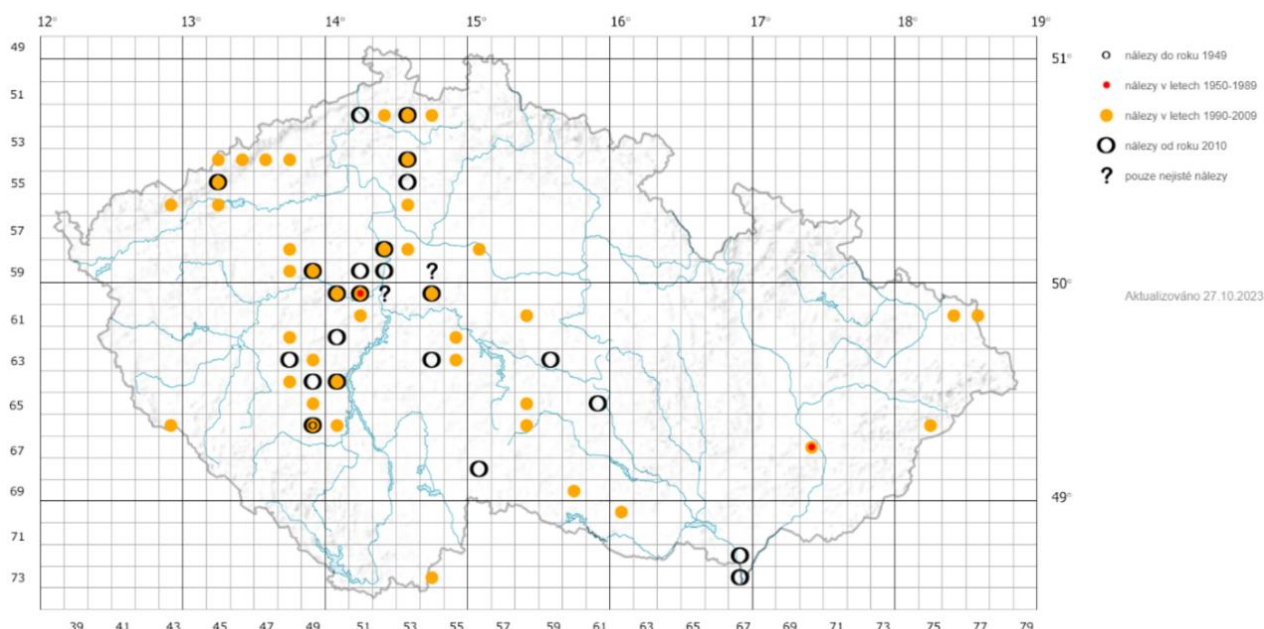 12° 13° 14° 15° 16° 17° 18° 19°
49
51° nálezy do roku 1949
51
nálezy v letech 1950-1989
nálezy v letech 1990-2009
53
nálezy od roku 2010
55 ? pouze nejisté nálezy
57
59 ?
50°
? Aktualizováno 27.10.2023
61
63
65
67
69 49°
71
73
39 41 43 45 47 49 51 53 55 57 59 61 63 65 67 69 71 73 75 77 79